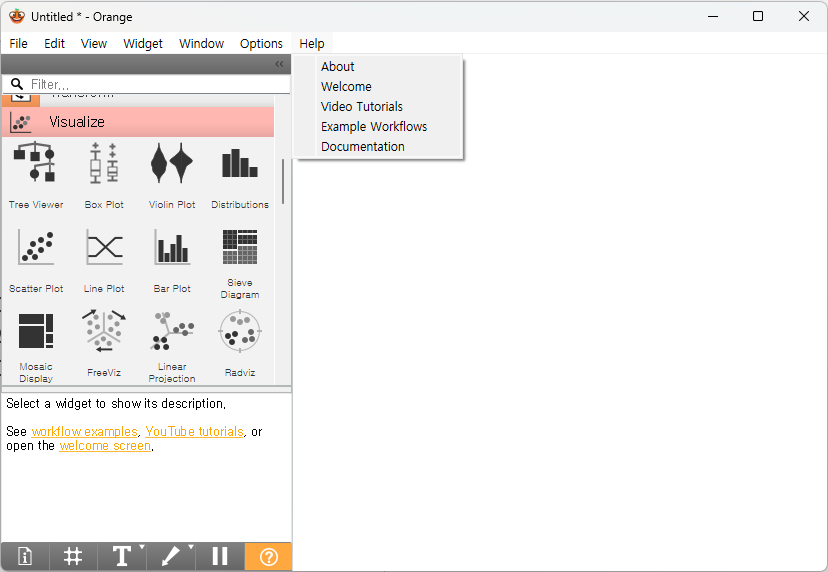 Untitled * - Orange
File Edit View Widget Window Options Help
About
Welcome
Video Tutorials
Example Workflows
Documentation
Filter...
Transform
Visualize
Tree Viewer Box Plot Violin Plot Distributions
Scatter Plot Line Plot Bar Plot Sieve
Diagram
Mosaic
Display FreeViz Linear
Projection Radviz
Select a widget to show its description.
See workflow examples, YouTube tutorials, or
open the welcome screen.
T